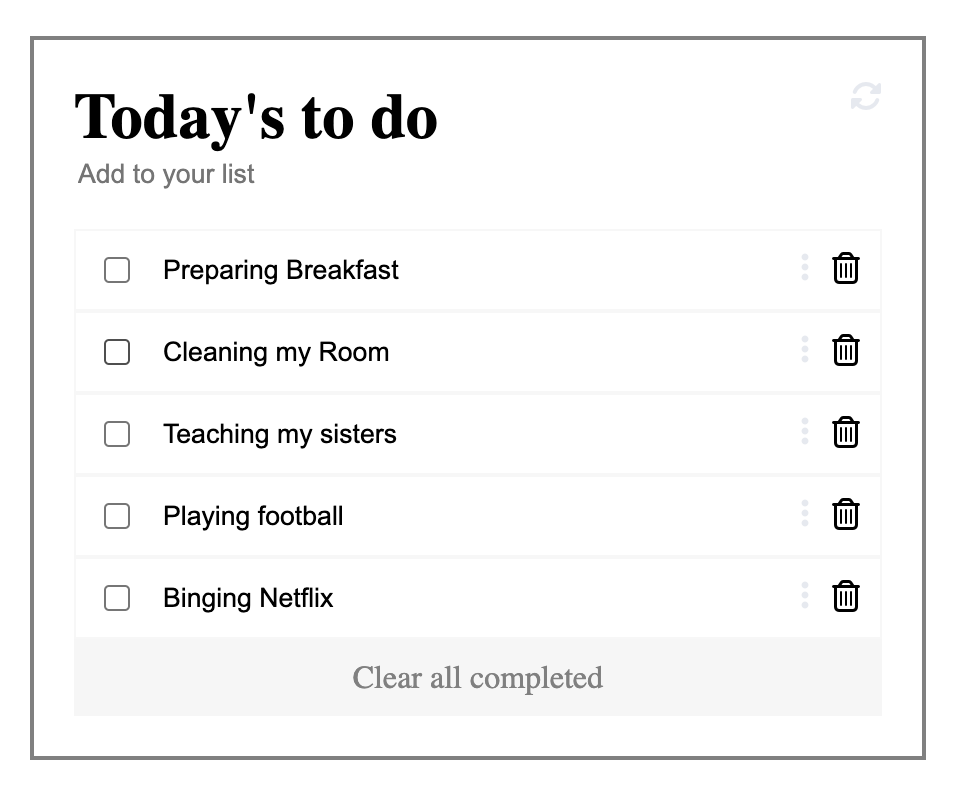 Today's to do
Add to your list
Preparing Breakfast
Cleaning my Room
Teaching my sisters
Playing football
Binging Netflix
Clear all completed